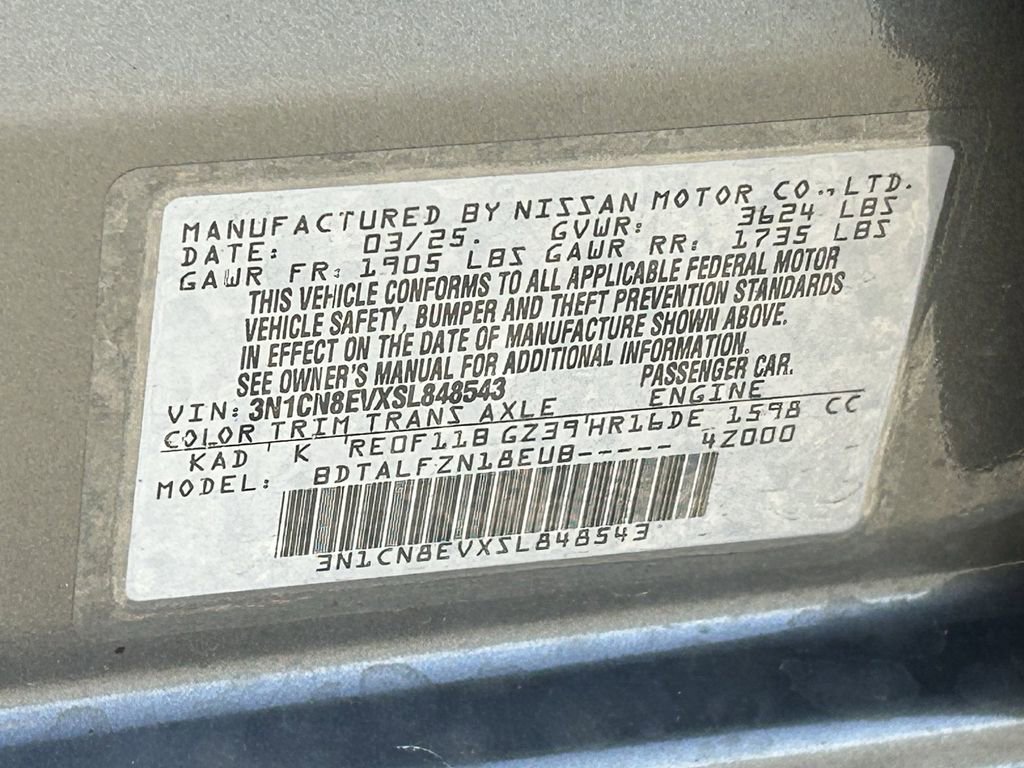 MANUFACTURED BY NISSAN MOTOR CO., LTD.
DATE: 03/25. GVWR: 3624 LBS
GAWR FR: 1905 LBS GAWR RR: 1735 LBS
THIS VEHICLE CONFORMS TO ALL APPLICABLE FEDERAL MOTOR
VEHICLE SAFETY, BUMPER AND THEFT PREVENTION STANDARDS
IN EFFECT ON THE DATE OF MANUFACTURE SHOWN ABOVE.
SEE OWNER'S MANUAL FOR ADDITIONAL INFORMATION.
VIN: 3N1CN8EVXSL848543 PASSENGER CAR.
COLOR TRIM TRANS AXLE ENGINE
KAD K RE0F11B GZ39 HR16DE 1598 CC
MODEL: BDTALFZN18EUB----- 4Z000
3N1CN8EVXSL848543